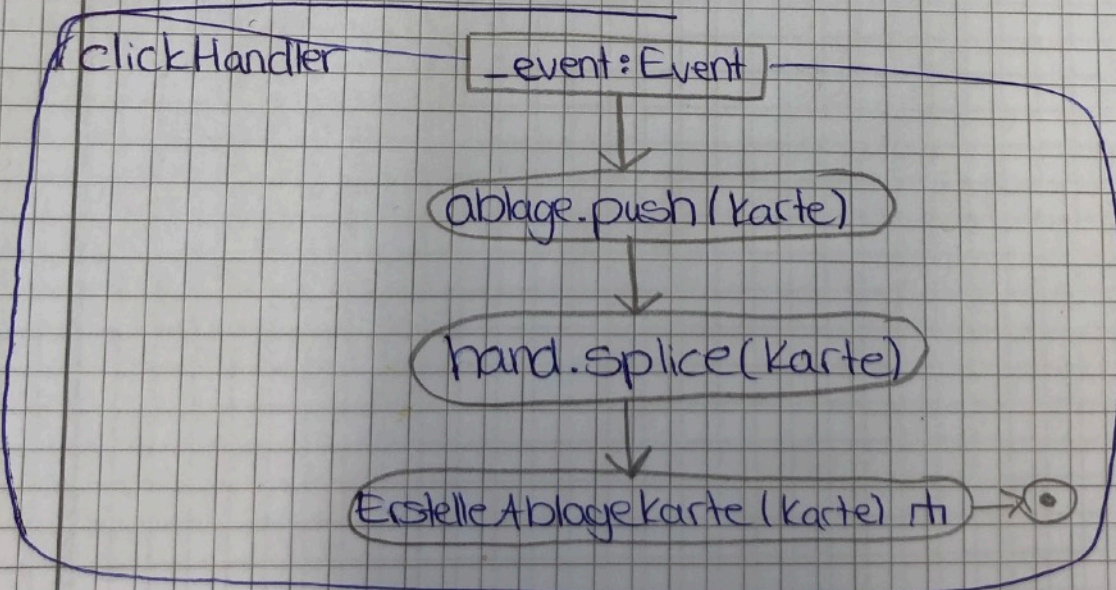 clickHandler
_event:Event
ablage.push(Karte)
hand.splice(Karte)
ErstelleAblageKarte(Karte)